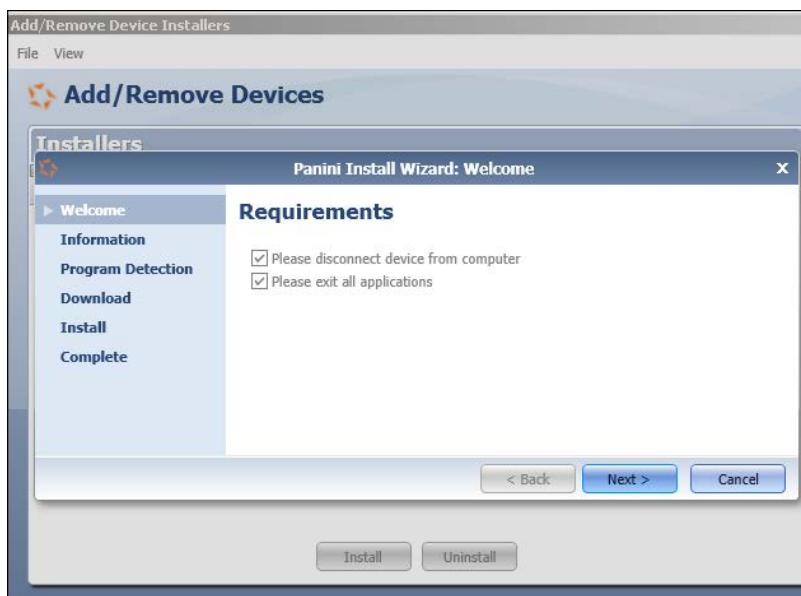 Add/Remove Device Installers
File View
Add/Remove Devices
Installers
Panini Install Wizard: Welcome X
Welcome
Information
Program Detection
Download
Install
Complete
Requirements
Please disconnect device from computer
Please exit all applications
< Back Next > Cancel
Install Uninstall